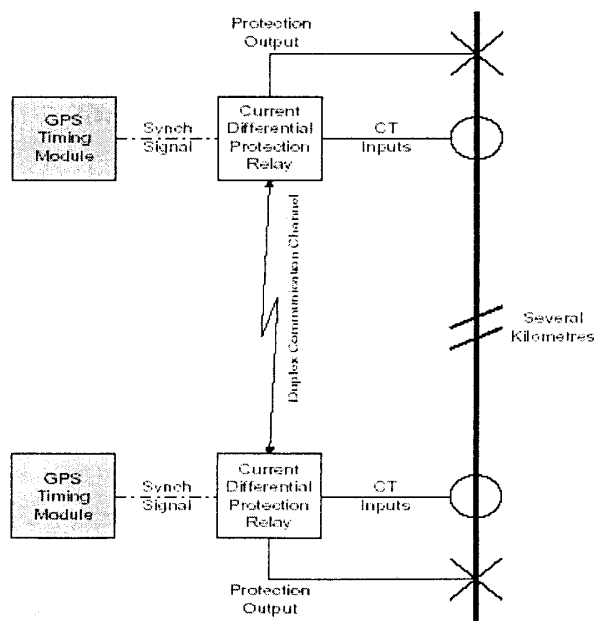 Protection
Output
GPS
Timing
Module
Synch
Signal
Current
Differential
Protection
Relay
CT
Inputs
Duplex Communication Channel
Several
Kilometres
GPS
Timing
Module
Synch
Signal
Current
Differential
Protection
Relay
CT
Inputs
Protection
Output